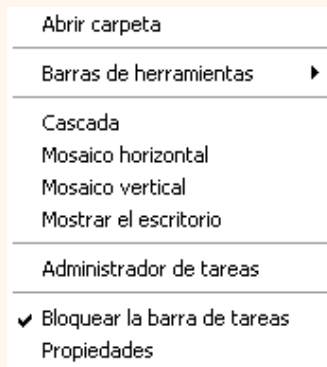 Abrir carpeta
Barras de herramientas
Cascada
Mosaico horizontal
Mosaico vertical
Mostrar el escritorio
Administrador de tareas
Bloquear la barra de tareas
Propiedades